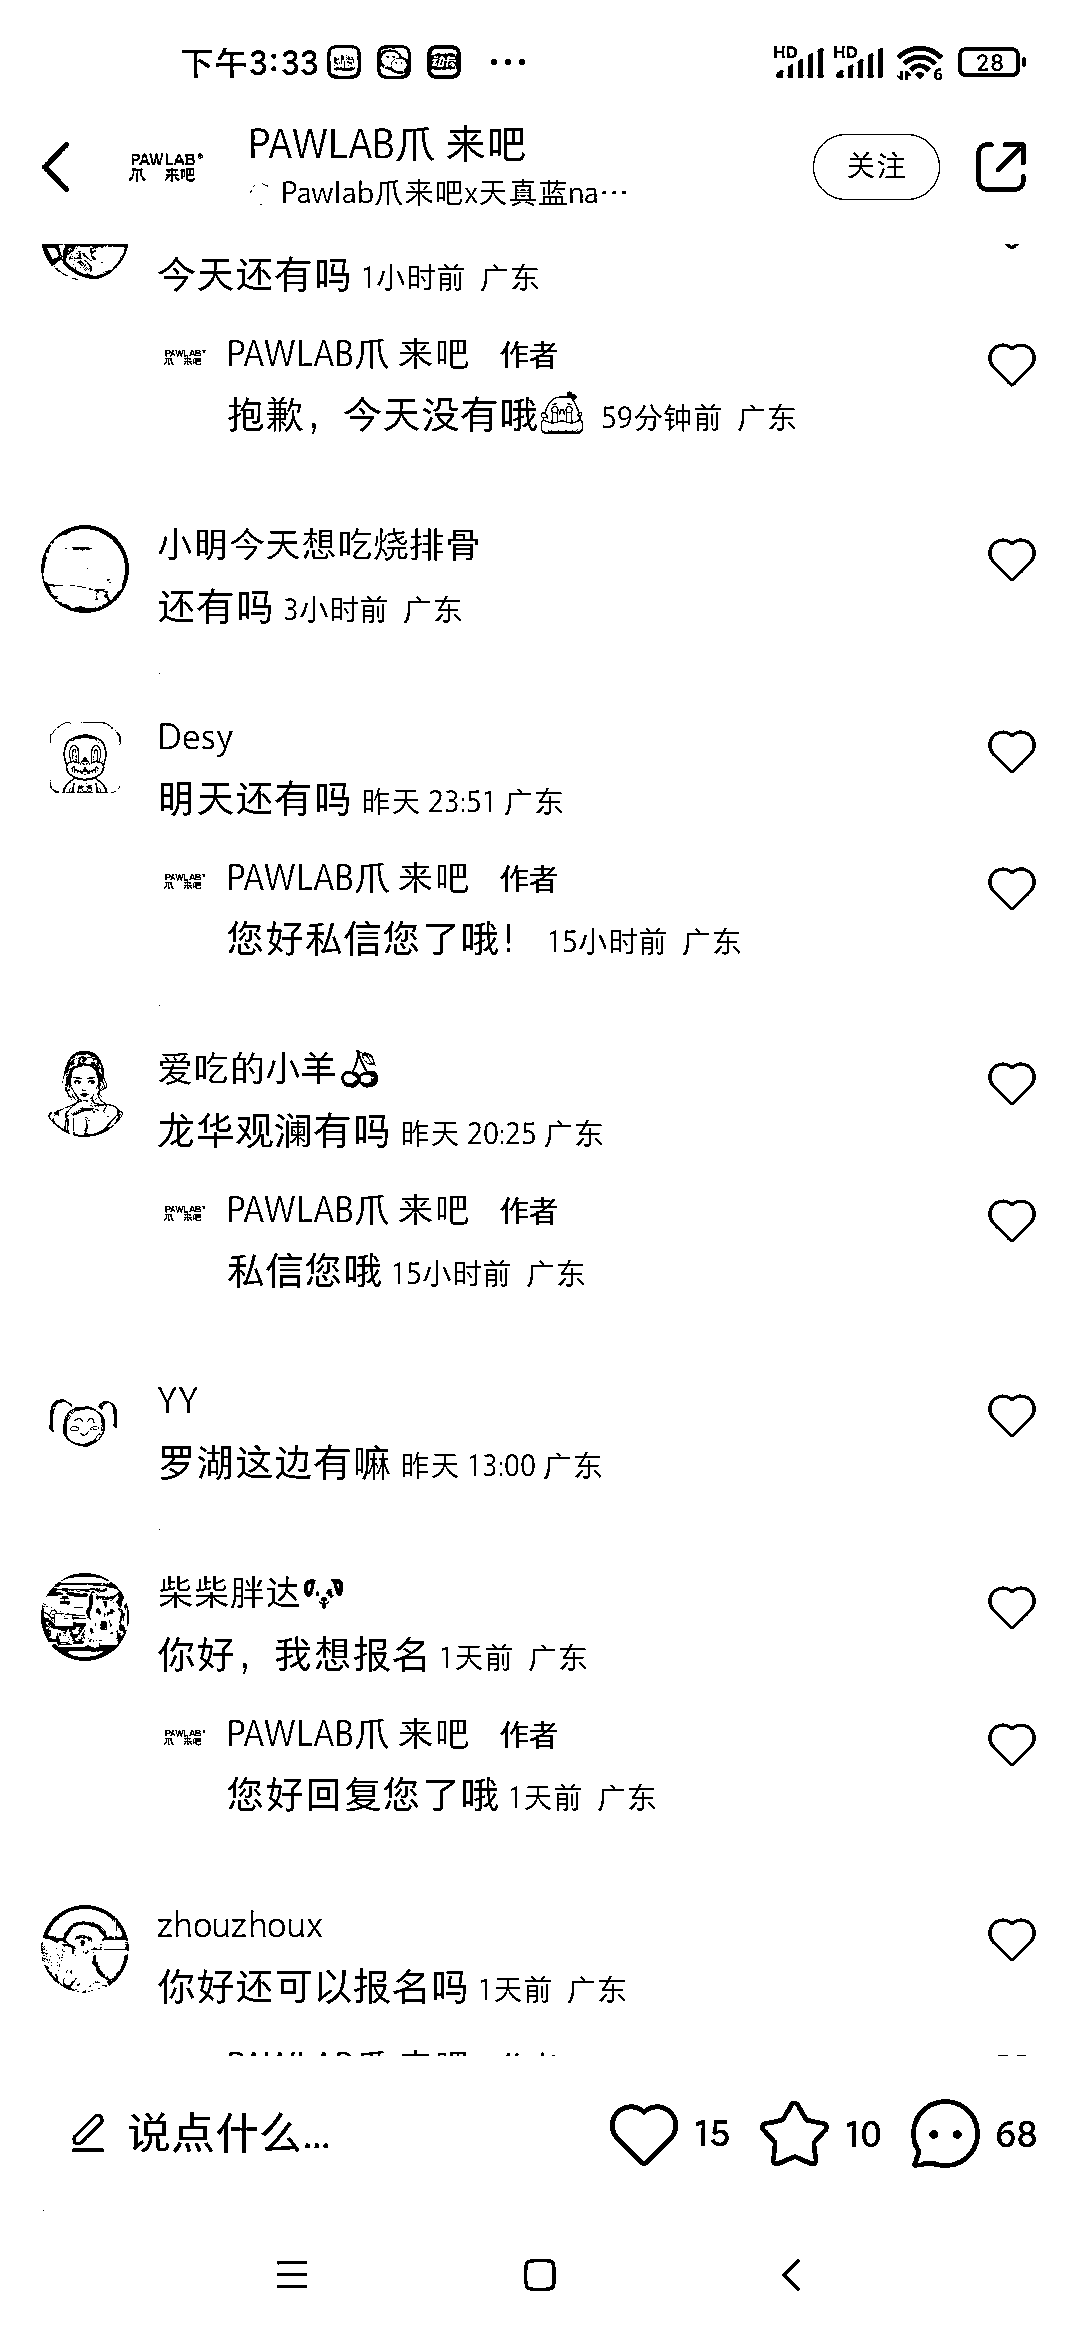 下午3:33 ...
HD HD 6 28
PAWLAB爪 来吧
Pawlab爪来吧x天真蓝na...
PAWLAB
爪 来吧
关注
今天还有吗 1小时前 广东
PAWLAB爪 来吧 作者
抱歉，今天没有哦 59分钟前 广东
小明今天想吃烧排骨
还有吗 3小时前 广东
Desy
明天还有吗 昨天 23:51 广东
PAWLAB爪 来吧 作者
您好私信您了哦！ 15小时前 广东
爱吃的小羊🍒
龙华观澜有吗 昨天 20:25 广东
PAWLAB爪 来吧 作者
私信您哦 15小时前 广东
YY
罗湖这边有嘛 昨天 13:00 广东
柴柴胖达
你好，我想报名 1天前 广东
PAWLAB爪 来吧 作者
您好回复您了哦 1天前 广东
zhouzhoux
你好还可以报名吗 1天前 广东
说点什么... 15 10 68